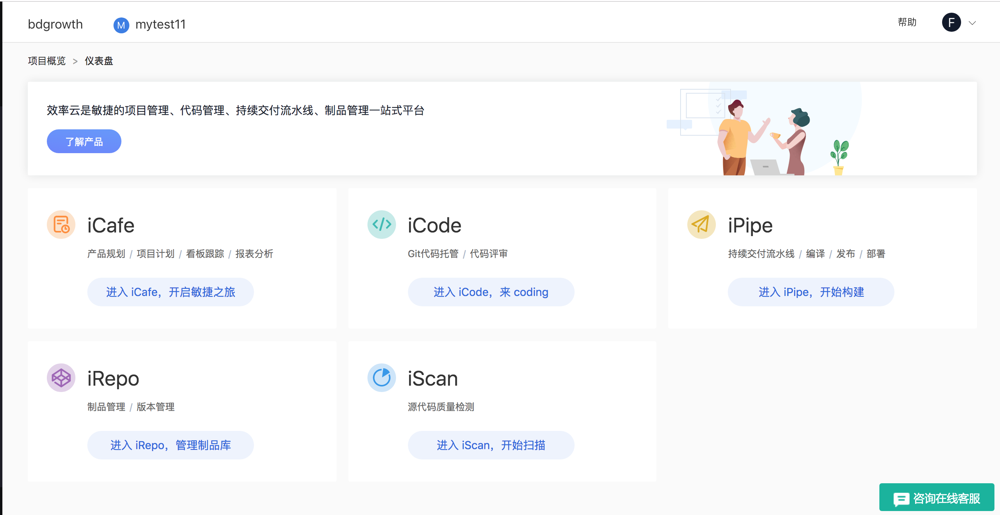 bdgrowth M mytest11 帮助 F
项目概览 > 仪表盘
效率云是敏捷的项目管理、代码管理、持续交付流水线、制品管理一站式平台
了解产品
iCafe
产品规划 / 项目计划 / 看板跟踪 / 报表分析
进入 iCafe，开启敏捷之旅
iCode
Git代码托管 / 代码评审
进入 iCode，来 coding
iPipe
持续交付流水线 / 编译 / 发布 / 部署
进入 iPipe，开始构建
iRepo
制品管理 / 版本管理
进入 iRepo，管理制品库
iScan
源代码质量检测
进入 iScan，开始扫描
咨询在线客服